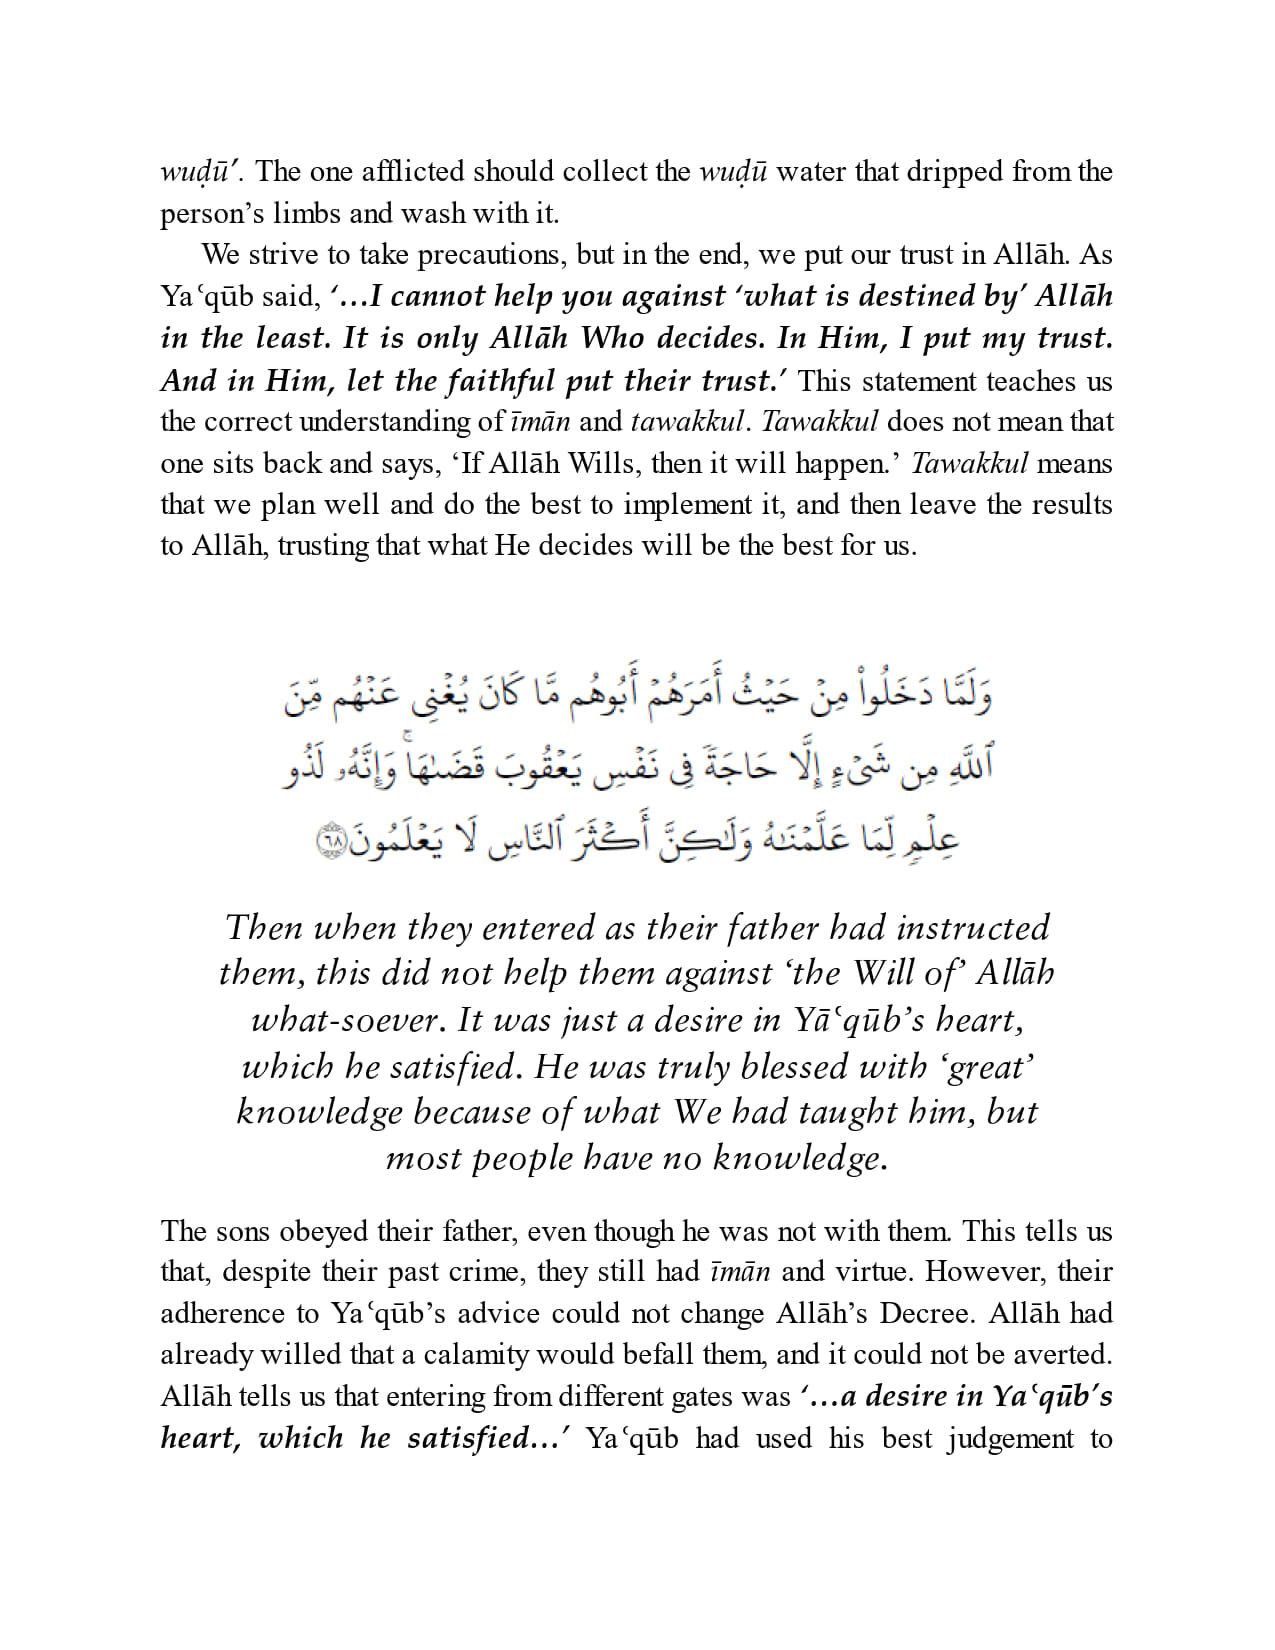 wuḍū’. The one afflicted should collect the wuḍū water that dripped from the
person’s limbs and wash with it.
We strive to take precautions, but in the end, we put our trust in Allāh. As
Yaʿqūb said, ‘…I cannot help you against ‘what is destined by’ Allāh
in the least. It is only Allāh Who decides. In Him, I put my trust.
And in Him, let the faithful put their trust.’ This statement teaches us
the correct understanding of īmān and tawakkul. Tawakkul does not mean that
one sits back and says, ‘If Allāh Wills, then it will happen.’ Tawakkul means
that we plan well and do the best to implement it, and then leave the results
to Allāh, trusting that what He decides will be the best for us.
وَلَمَّا دَخَلُوا۟ مِنْ حَيْثُ أَمَرَهُمْ أَبُوهُم مَّا كَانَ يُغْنِى عَنْهُم مِّنَ
ٱللَّهِ مِن شَىْءٍ إِلَّا حَاجَةً فِى نَفْسِ يَعْقُوبَ قَضَىٰهَا ۚ وَإِنَّهُۥ لَذُو
عِلْمٍ لِّمَا عَلَّمْنَـٰهُ وَلَـٰكِنَّ أَكْثَرَ ٱلنَّاسِ لَا يَعْلَمُونَ ٦٨
Then when they entered as their father had instructed
them, this did not help them against ‘the Will of’ Allāh
what-soever. It was just a desire in Yāʿqūb’s heart,
which he satisfied. He was truly blessed with ‘great’
knowledge because of what We had taught him, but
most people have no knowledge.
The sons obeyed their father, even though he was not with them. This tells us
that, despite their past crime, they still had īmān and virtue. However, their
adherence to Yaʿqūb’s advice could not change Allāh’s Decree. Allāh had
already willed that a calamity would befall them, and it could not be averted.
Allāh tells us that entering from different gates was ‘…a desire in Yaʿqūb’s
heart, which he satisfied…’ Yaʿqūb had used his best judgement to